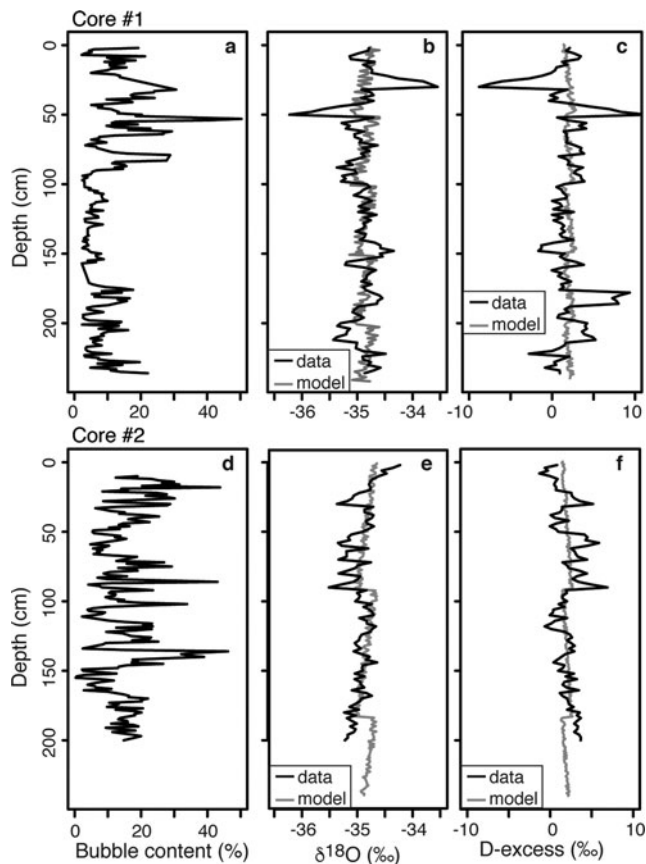 Core #1
a
b
c
Depth (cm)
0
50
100
150
200
data
model
data
model
0 20 40
-36 -35 -34
-10 0 10
Core #2
d
e
f
Depth (cm)
0
50
100
150
200
data
model
data
model
0 20 40
-36 -35 -34
-10 0 10
Bubble content (%)
δ¹⁸O (‰)
D-excess (‰)